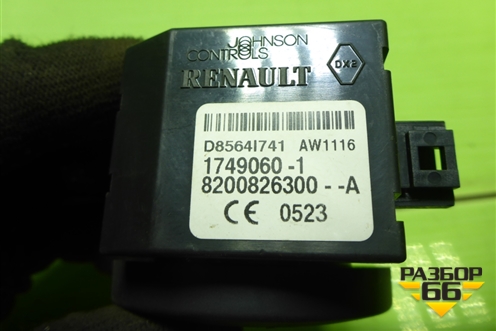 JOHNSON
CONTROLS
RENAULT
DX2
D8564I741 AW1116
1749060-1
8200826300--A
CE 0523
РАЗБОР
66